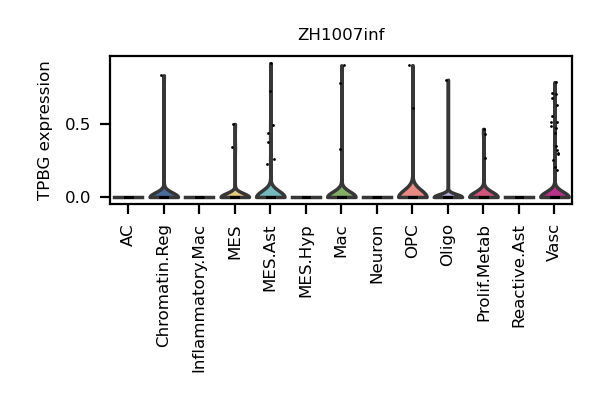 ZH1007inf
TPBG expression
0.5
0.0
AC
Chromatin.Reg
Inflammatory.Mac
MES
MES.Ast
MES.Hyp
Mac
Neuron
OPC
Oligo
Prolif.Metab
Reactive.Ast
Vasc